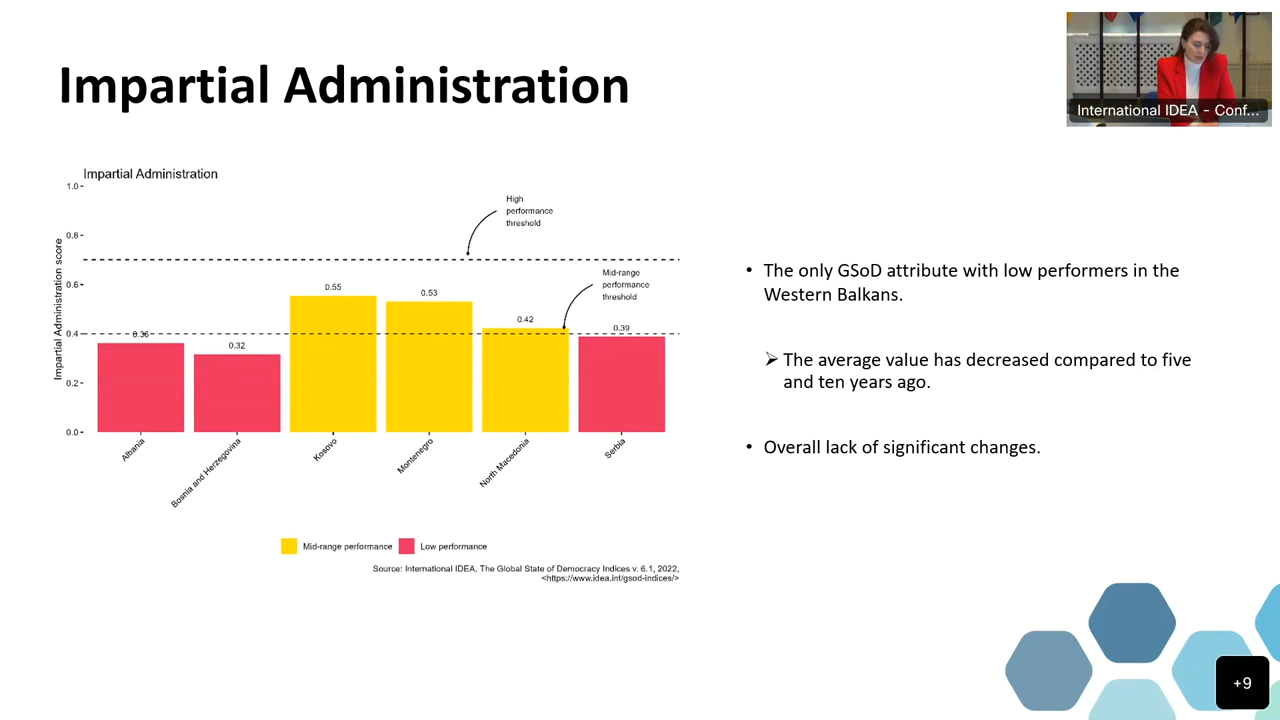 Impartial Administration
International IDEA - Conf...
Impartial Administration
Impartial Administration score
1.0
0.8
0.6
0.4
0.2
0.0
High
performance
threshold
Mid-range
performance
threshold
0.36
0.32
0.55
0.53
0.42
0.39
Albania
Bosnia and Herzegovina
Kosovo
Montenegro
North Macedonia
Serbia
Mid-range performance
Low performance
Source: International IDEA, The Global State of Democracy Indices v. 6.1, 2022,
<https://www.idea.int/gsod-indices/>
• The only GSoD attribute with low performers in the
Western Balkans.
➢ The average value has decreased compared to five
and ten years ago.
• Overall lack of significant changes.
+9